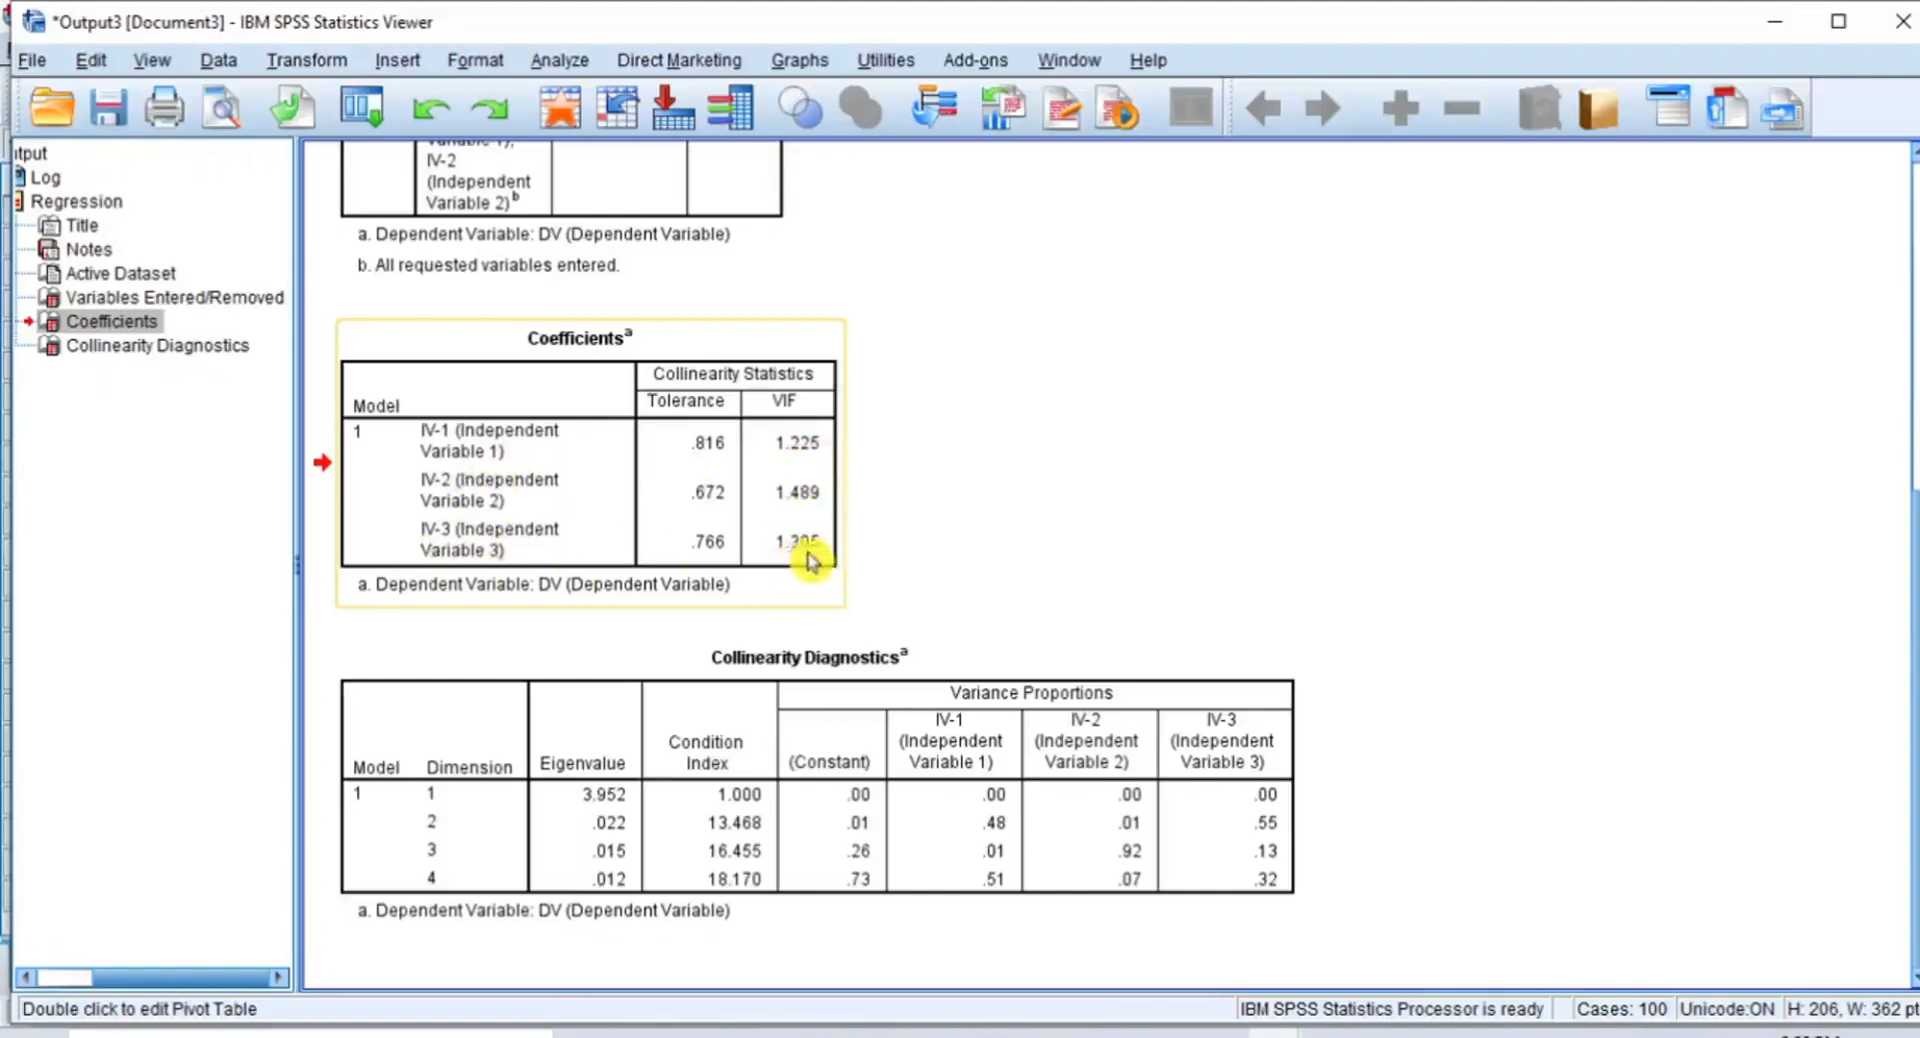 *Output3 [Document3] - IBM SPSS Statistics Viewer
File Edit View Data Transform Insert Format Analyze Direct Marketing Graphs Utilities Add-ons Window Help
Log
Regression
Title
Notes
Active Dataset
Variables Entered/Removed
Coefficients
Collinearity Diagnostics
IV-2
(Independent
Variable 2)b
a. Dependent Variable: DV (Dependent Variable)
b. All requested variables entered.
Coefficientsa
Collinearity Statistics
Model Tolerance VIF
1 IV-1 (Independent Variable 1) .816 1.225
IV-2 (Independent Variable 2) .672 1.489
IV-3 (Independent Variable 3) .766
a. Dependent Variable: DV (Dependent Variable)
Collinearity Diagnosticsa
Variance Proportions
Model Dimension Eigenvalue Condition Index (Constant) IV-1 (Independent Variable 1) IV-2 (Independent Variable 2) IV-3 (Independent Variable 3)
1 1 3.952 1.000 .00 .00 .00 .00
2 .022 13.468 .01 .48 .01 .55
3 .015 16.455 .26 .01 .92 .13
4 .012 18.170 .73 .51 .07 .32
a. Dependent Variable: DV (Dependent Variable)
Double click to edit Pivot Table
IBM SPSS Statistics Processor is ready Cases: 100 Unicode:ON H: 206, W: 362 pt